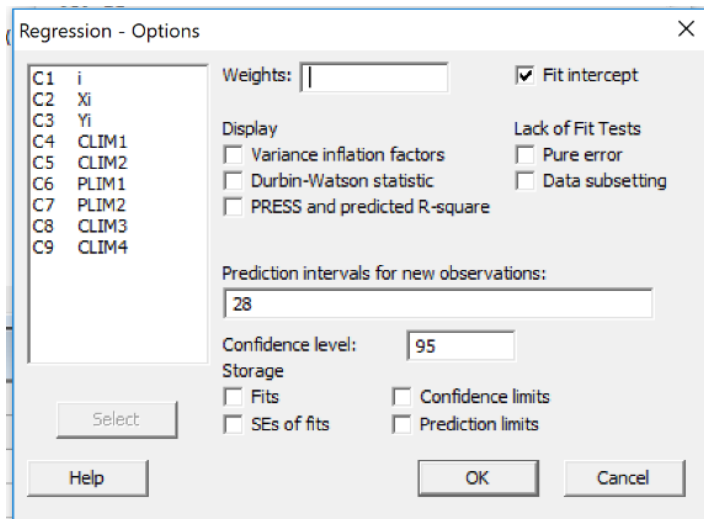 Regression - Options
C1 i
C2 Xi
C3 Yi
C4 CLIM1
C5 CLIM2
C6 PLIM1
C7 PLIM2
C8 CLIM3
C9 CLIM4
Select
Weights:
Fit intercept
Display
Variance inflation factors
Durbin-Watson statistic
PRESS and predicted R-square
Lack of Fit Tests
Pure error
Data subsetting
Prediction intervals for new observations:
28
Confidence level: 95
Storage
Fits
Confidence limits
SEs of fits
Prediction limits
Help
OK
Cancel